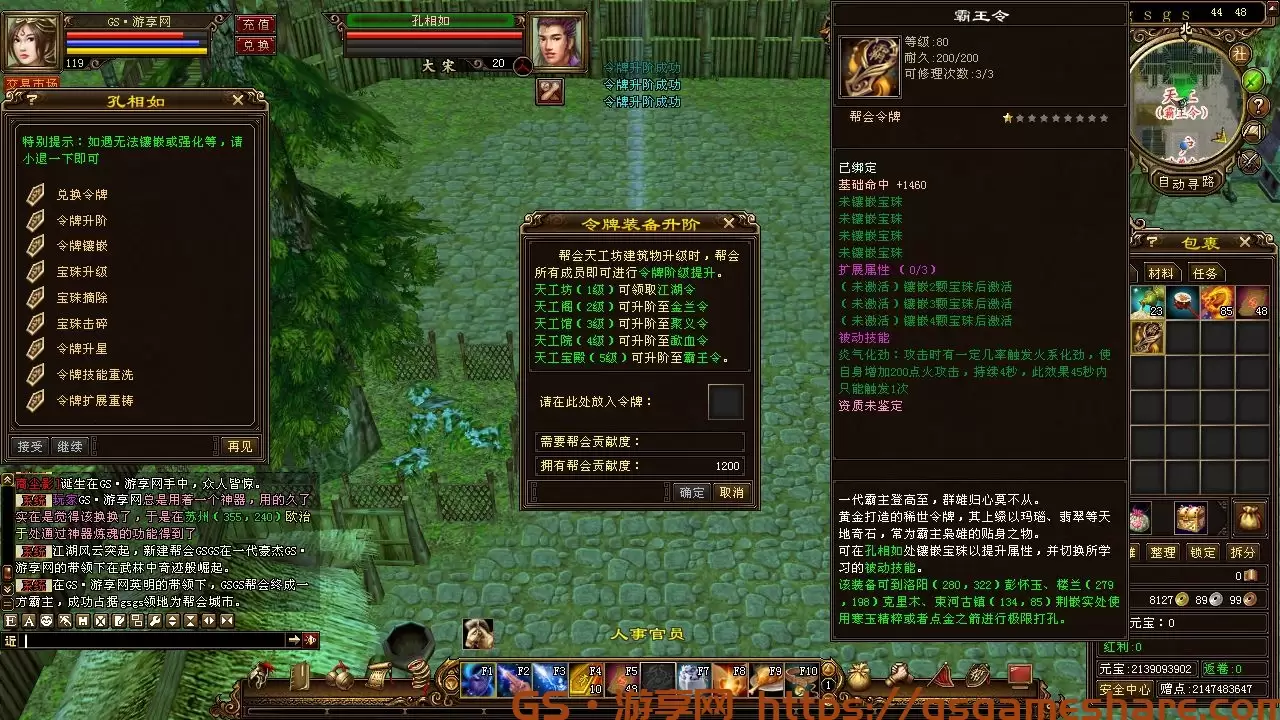 GS·游享网
119
交易市场
充值
兑换
孔相如
大宋
20
令牌升阶成功
令牌升阶成功
令牌升阶成功
gsgs
44 48
北
社
天工
(霸王令)
自动寻路
孔相如
特别提示：如遇无法镶嵌或强化等，请
小退一下即可
兑换令牌
令牌升阶
令牌镶嵌
宝珠升级
宝珠摘除
宝珠击碎
令牌升星
令牌技能重洗
令牌扩展重铸
接受
继续
再见
令牌装备升阶
帮会天工坊建筑物升级时，帮会
所有成员即可进行令牌阶级提升。
天工坊（1级）可领取江湖令
天工阁（2级）可升阶至金兰令
天工馆（3级）可升阶至聚义令
天工院（4级）可升阶至歃血令
天工宝殿（5级）可升阶至霸王令。
请在此处放入令牌：
需要帮会贡献度：
拥有帮会贡献度：
1200
确定
取消
霸王令
等级:80
耐久:200/200
可修理次数:3/3
帮会令牌
已绑定
基础命中 +1460
未镶嵌宝珠
未镶嵌宝珠
未镶嵌宝珠
未镶嵌宝珠
扩展属性（0/3）
（未激活）镶嵌2颗宝珠后激活
（未激活）镶嵌3颗宝珠后激活
（未激活）镶嵌4颗宝珠后激活
被动技能
炎气化劲：攻击时有一定几率触发火系化劲，使
自身增加200点火攻击，持续4秒，此效果45秒内
只能触发1次
资质未鉴定
一代霸主登高至，群雄归心莫不从。
黄金打造的稀世令牌，其上缀以玛瑙、翡翠等天
地奇石，常为霸主枭雄的贴身之物。
可在孔相如处镶嵌宝珠以提升属性，并切换所学
习的被动技能。
该装备可到洛阳（280，322）彭怀玉、楼兰（279
，198）克里木、束河古镇（134，85）荆嵌实处使
用寒玉精粹或者点金之箭进行极限打孔。
包裹
材料
任务
23
85
48
整理
锁定
拆分
0
8127
89
99
元宝：0
红利:0
元宝:2139093902
贩卷:0
安全中心
诞生在GS·游享网手中，众人皆惊。
玩家GS·游享网总是用着一个神器，用的久了
实在是觉得该换换了，于是在苏州（355，240）欧冶
于处通过神器炼魂的功能得到了
江湖风云突起，新建帮会GSGS在一代豪杰GS·
游享网的带领下在武林中奇迹般崛起。
在GS·游享网英明的带领下，GSGS帮会终成一
方霸主，成功占据gsgs领地为帮会城市。
近
人事官员
F1
F2
F3
F4
10
F5
F7
F8
F9
F10
1
GS·游享网 https://gsgameshare.com